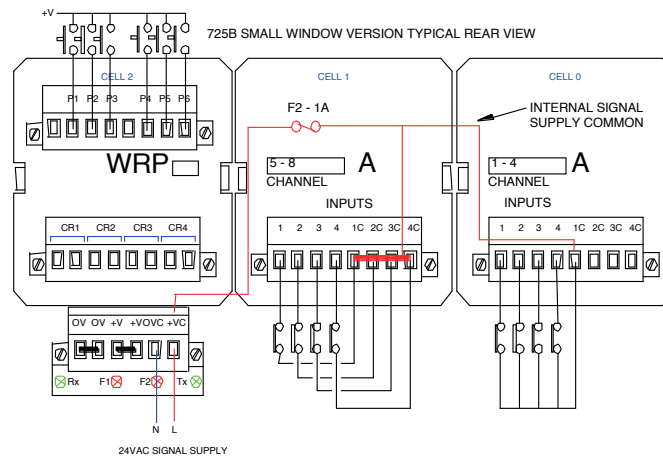 +V
725B SMALL WINDOW VERSION TYPICAL REAR VIEW
CELL 2
CELL 1
CELL 0
P1 P2 P3 P4 P5 P6
F2 - 1A
INTERNAL SIGNAL
SUPPLY COMMON
WRP
5 - 8
A
CHANNEL
1 - 4
A
CHANNEL
INPUTS
INPUTS
CR1 CR2 CR3 CR4
1 2 3 4 1C 2C 3C 4C
1 2 3 4 1C 2C 3C 4C
OV OV +V +V OVC +VC
Rx F1 F2 Tx
N L
24VAC SIGNAL SUPPLY